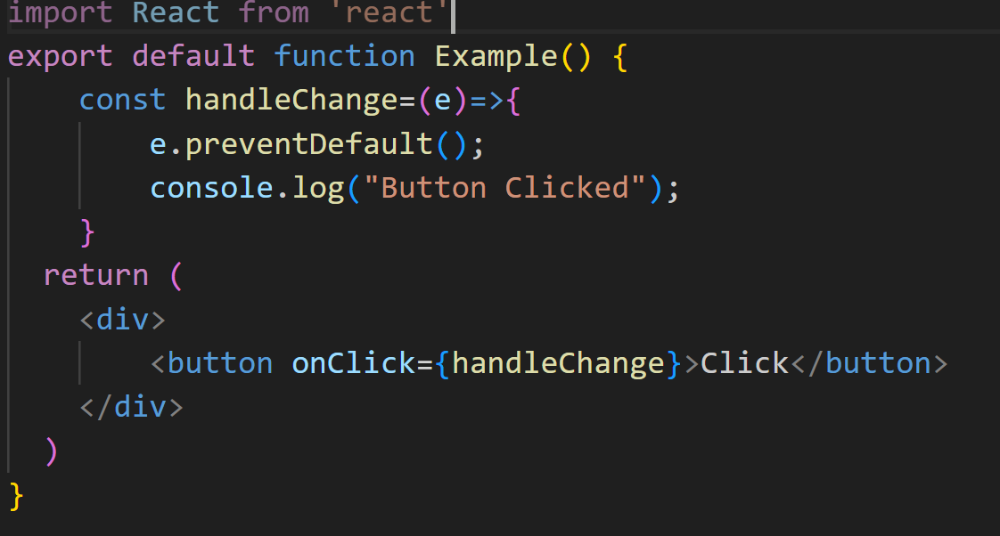 import React from 'react'
export default function Example() {
    const handleChange=(e)=>{
        e.preventDefault();
        console.log("Button Clicked");
    }
  return (
    <div>
        <button onClick={handleChange}>Click</button>
    </div>
  )
}